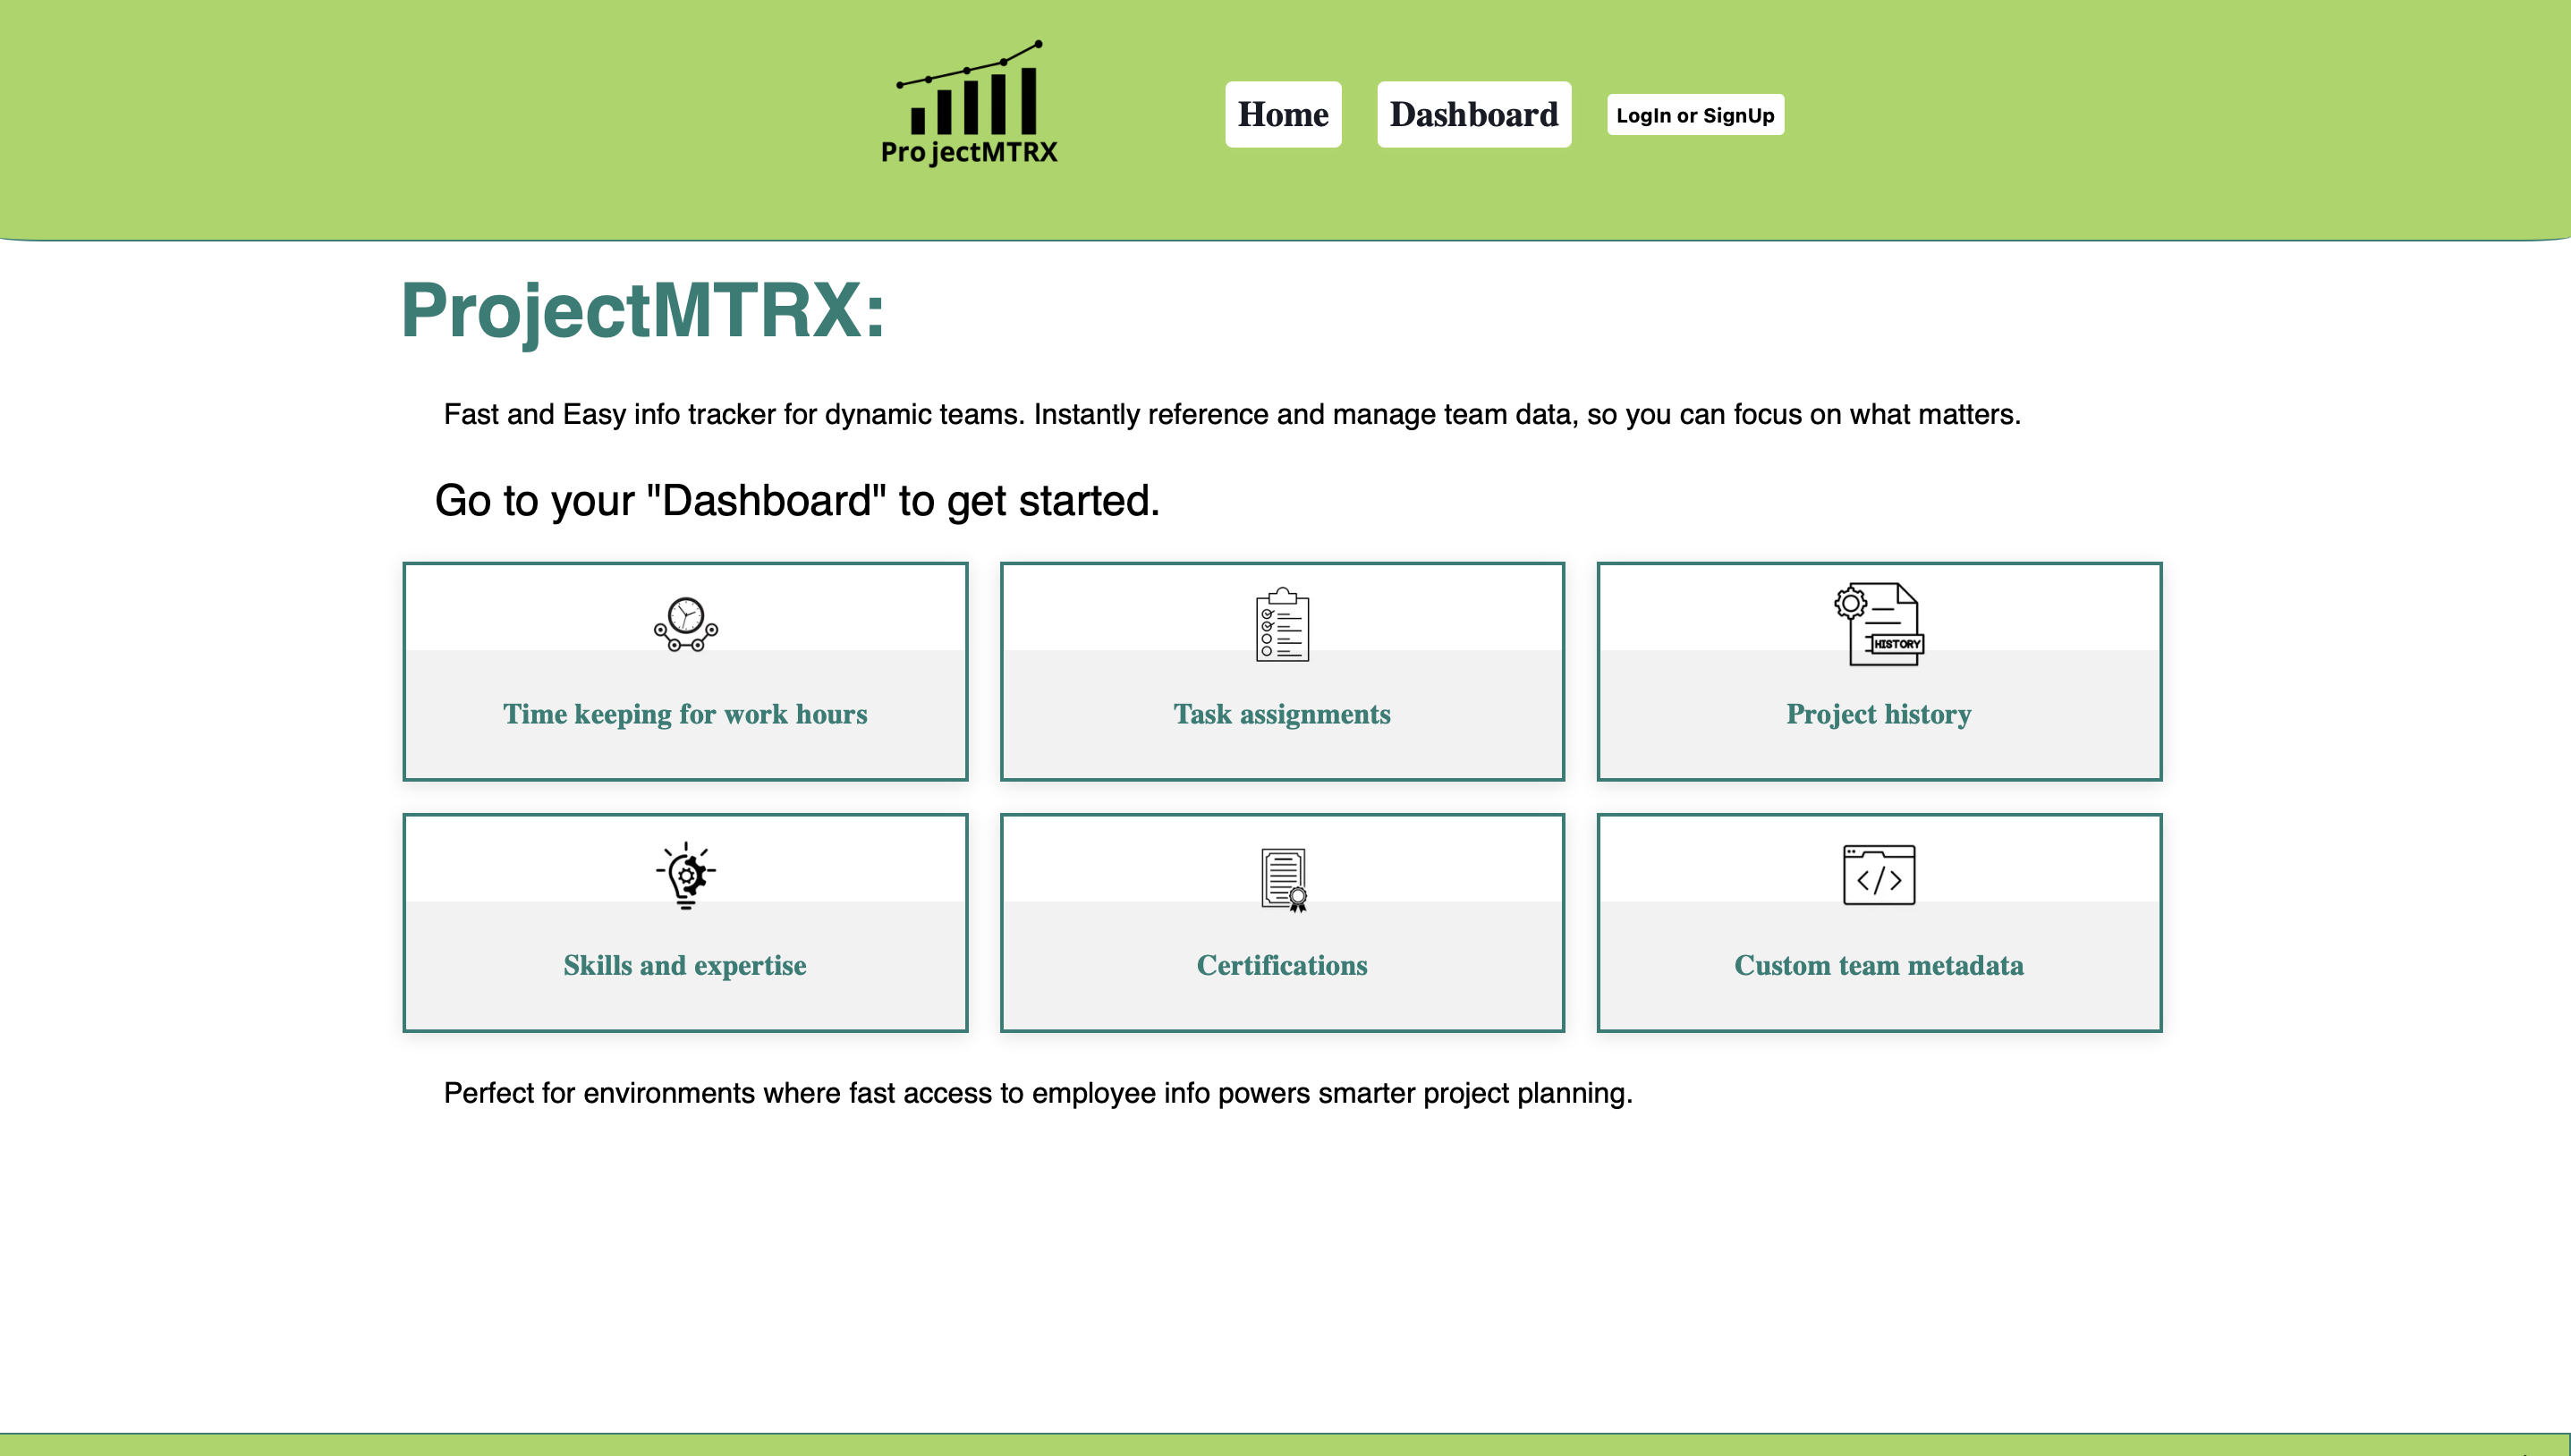 ProjectMTRX
Home
Dashboard
LogIn or SignUp
ProjectMTRX:
Fast and Easy info tracker for dynamic teams. Instantly reference and manage team data, so you can focus on what matters.
Go to your "Dashboard" to get started.
HISTORY
Time keeping for work hours
Task assignments
Project history
</>
Skills and expertise
Certifications
Custom team metadata
Perfect for environments where fast access to employee info powers smarter project planning.